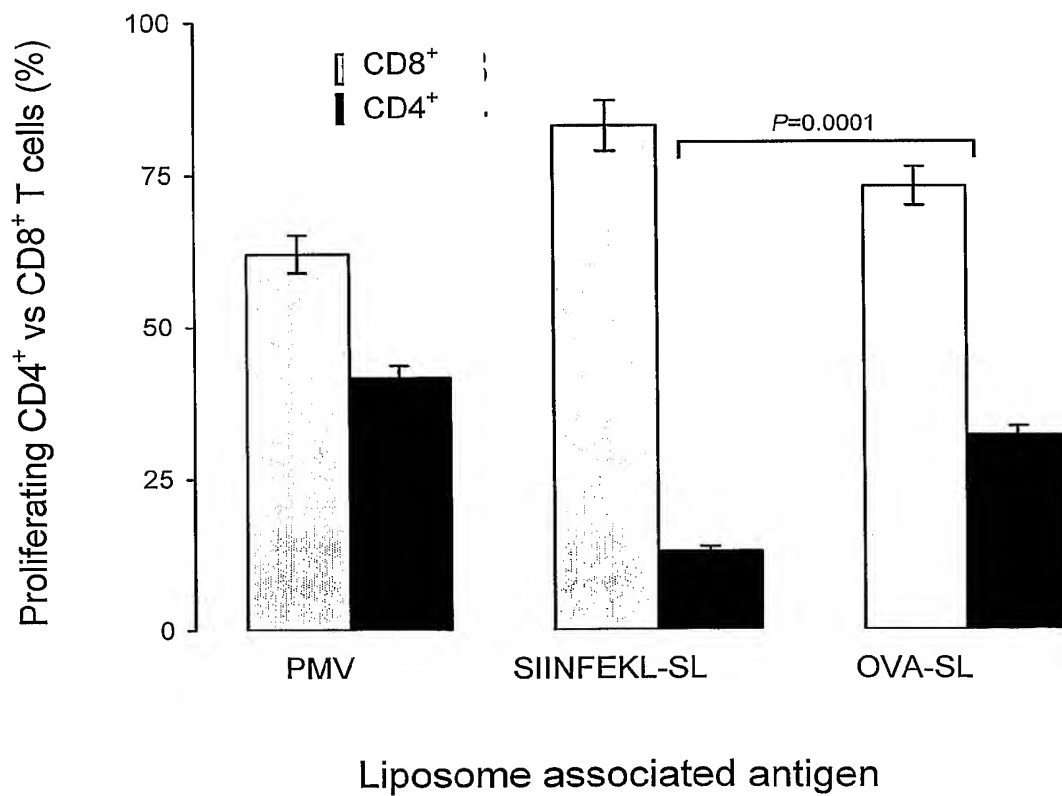 Proliferating CD4⁺ vs CD8⁺ T cells (%)
100
75
50
25
0
CD8⁺
CD4⁺
P=0.0001
PMV
SIINFEKL-SL
OVA-SL
Liposome associated antigen